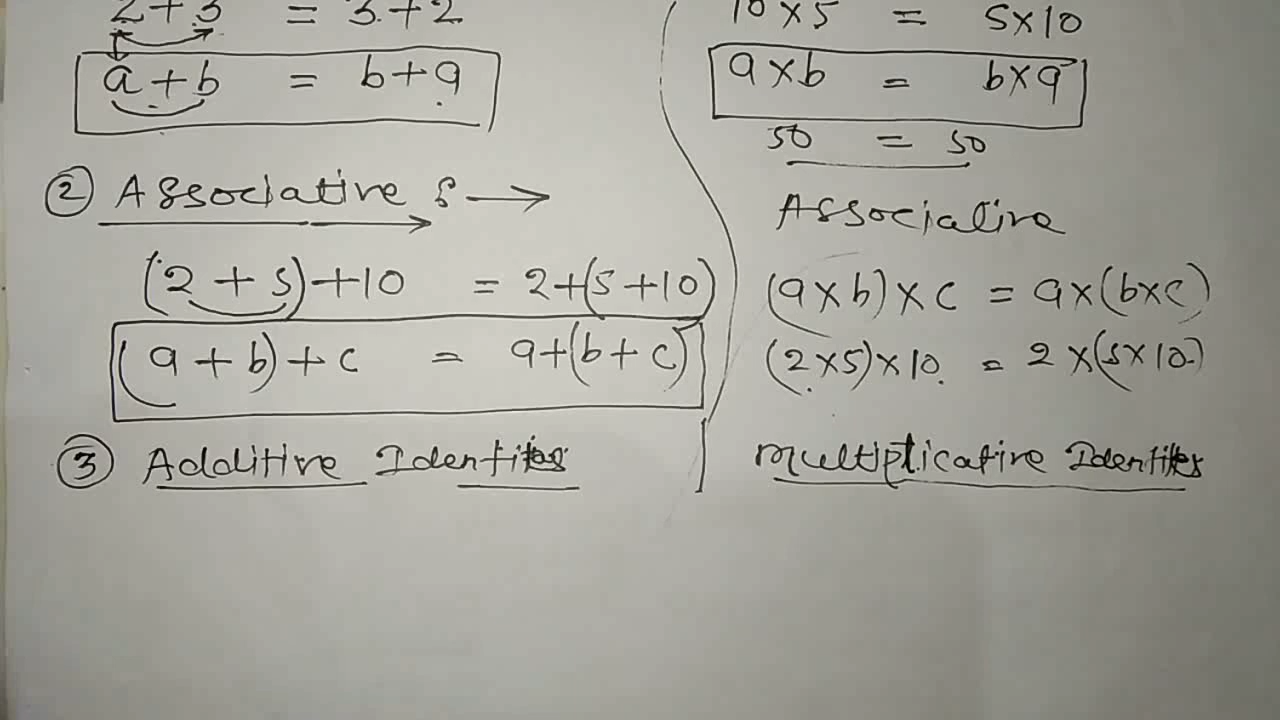 2+3 = 3+2
a+b = b+a
② Associative :→
(2+5)+10 = 2+(5+10)
(a+b)+c = a+(b+c)
③ Additive Identities
10×5 = 5×10
a×b = b×a
50 = 50
Associative
(a×b)×c = a×(b×c)
(2×5)×10 = 2×(5×10)
multiplicative Identites